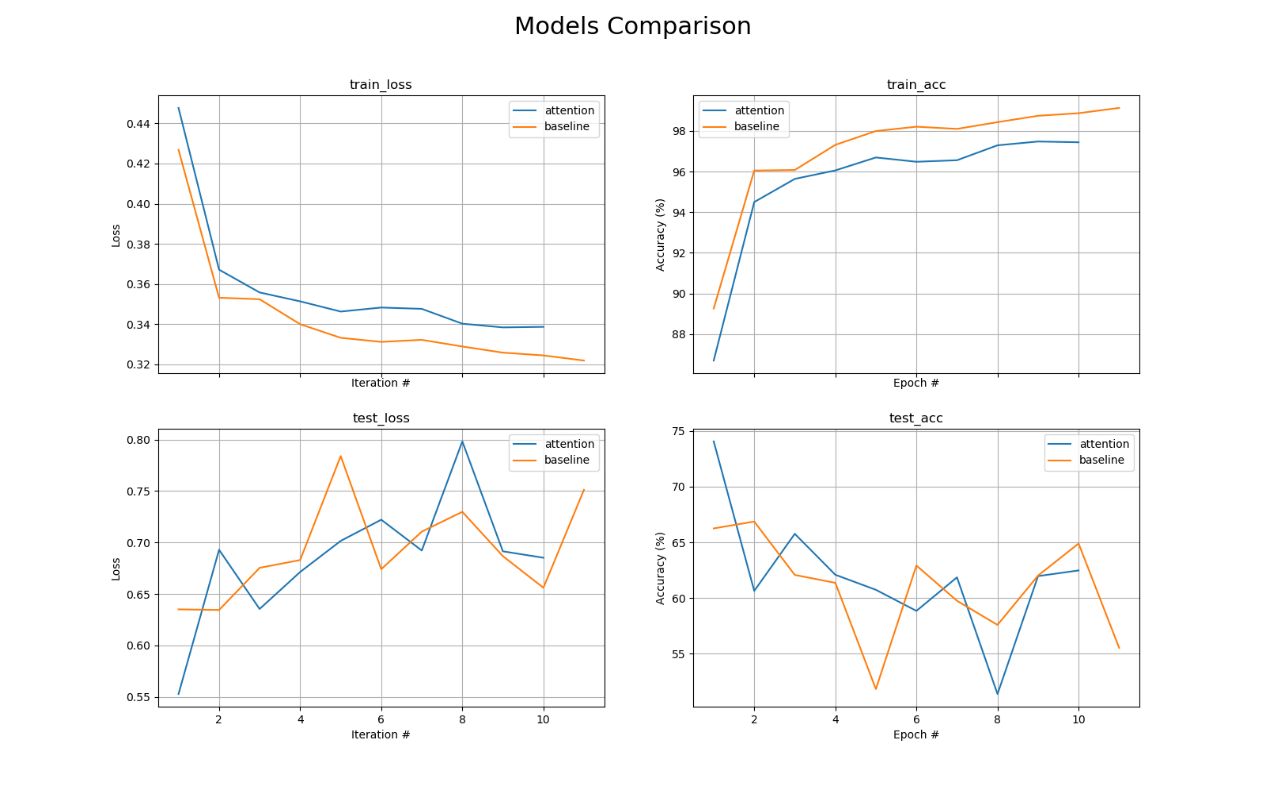 Models Comparison
train_loss
attention
baseline
0.44
0.42
0.40
0.38
0.36
0.34
0.32
Loss
Iteration #
train_acc
attention
baseline
98
96
94
92
90
88
Accuracy (%)
Epoch #
test_loss
attention
baseline
0.80
0.75
0.70
0.65
0.60
0.55
Loss
2 4 6 8 10
Iteration #
test_acc
attention
baseline
75
70
65
60
55
Accuracy (%)
2 4 6 8 10
Epoch #